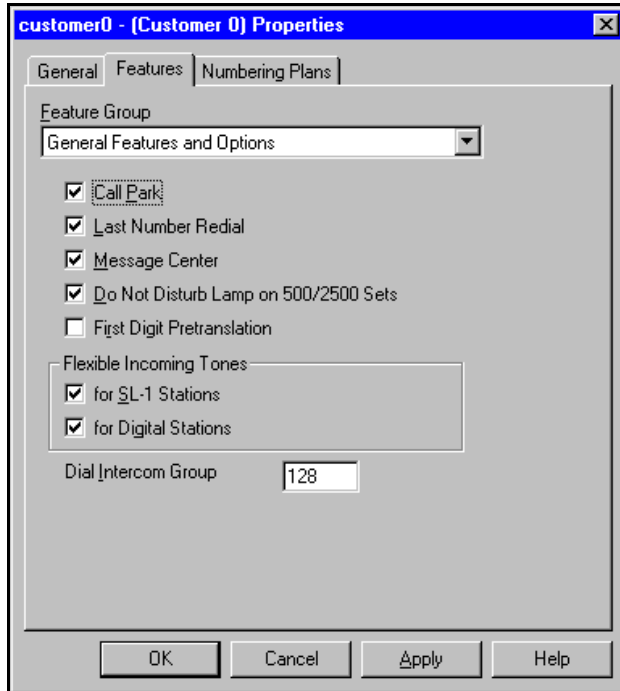 customer0 - (Customer 0) Properties
General Features Numbering Plans
Feature Group
General Features and Options
Call Park
Last Number Redial
Message Center
Do Not Disturb Lamp on 500/2500 Sets
First Digit Pretranslation
Flexible Incoming Tones
for SL-1 Stations
for Digital Stations
Dial Intercom Group 128
OK Cancel Apply Help